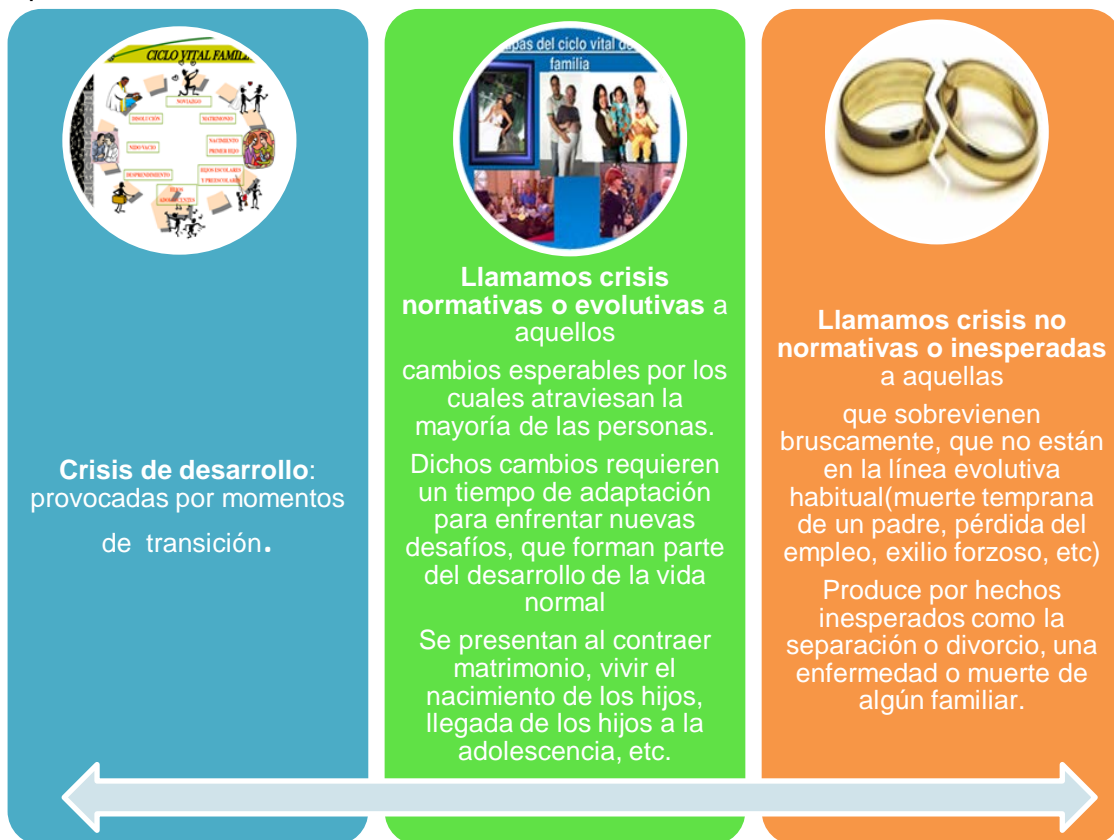 CICLO VITAL FAMIL
NOVIAZGO
DISOLUCIÓN
MATRIMONIO
NIDO VACIO
NACIMIENTO
PRIMER HIJO
DESPRENDIMIENTO
HIJOS ESCOLARES
Y PREESCOLARES
HIJOS
Crisis de desarrollo:
provocadas por momentos
de transición.
apas del ciclo vital de
familia
Llamamos crisis
normativas o evolutivas a
aquellos
cambios esperables por los
cuales atraviesan la
mayoría de las personas.
Dichos cambios requieren
un tiempo de adaptación
para enfrentar nuevas
desafíos, que forman parte
del desarrollo de la vida
normal
Se presentan al contraer
matrimonio, vivir el
nacimiento de los hijos,
llegada de los hijos a la
adolescencia, etc.
Llamamos crisis no
normativas o inesperadas
a aquellas
que sobrevienen
bruscamente, que no están
en la línea evolutiva
habitual(muerte temprana
de un padre, pérdida del
empleo, exilio forzoso, etc)
Produce por hechos
inesperados como la
separación o divorcio, una
enfermedad o muerte de
algún familiar.